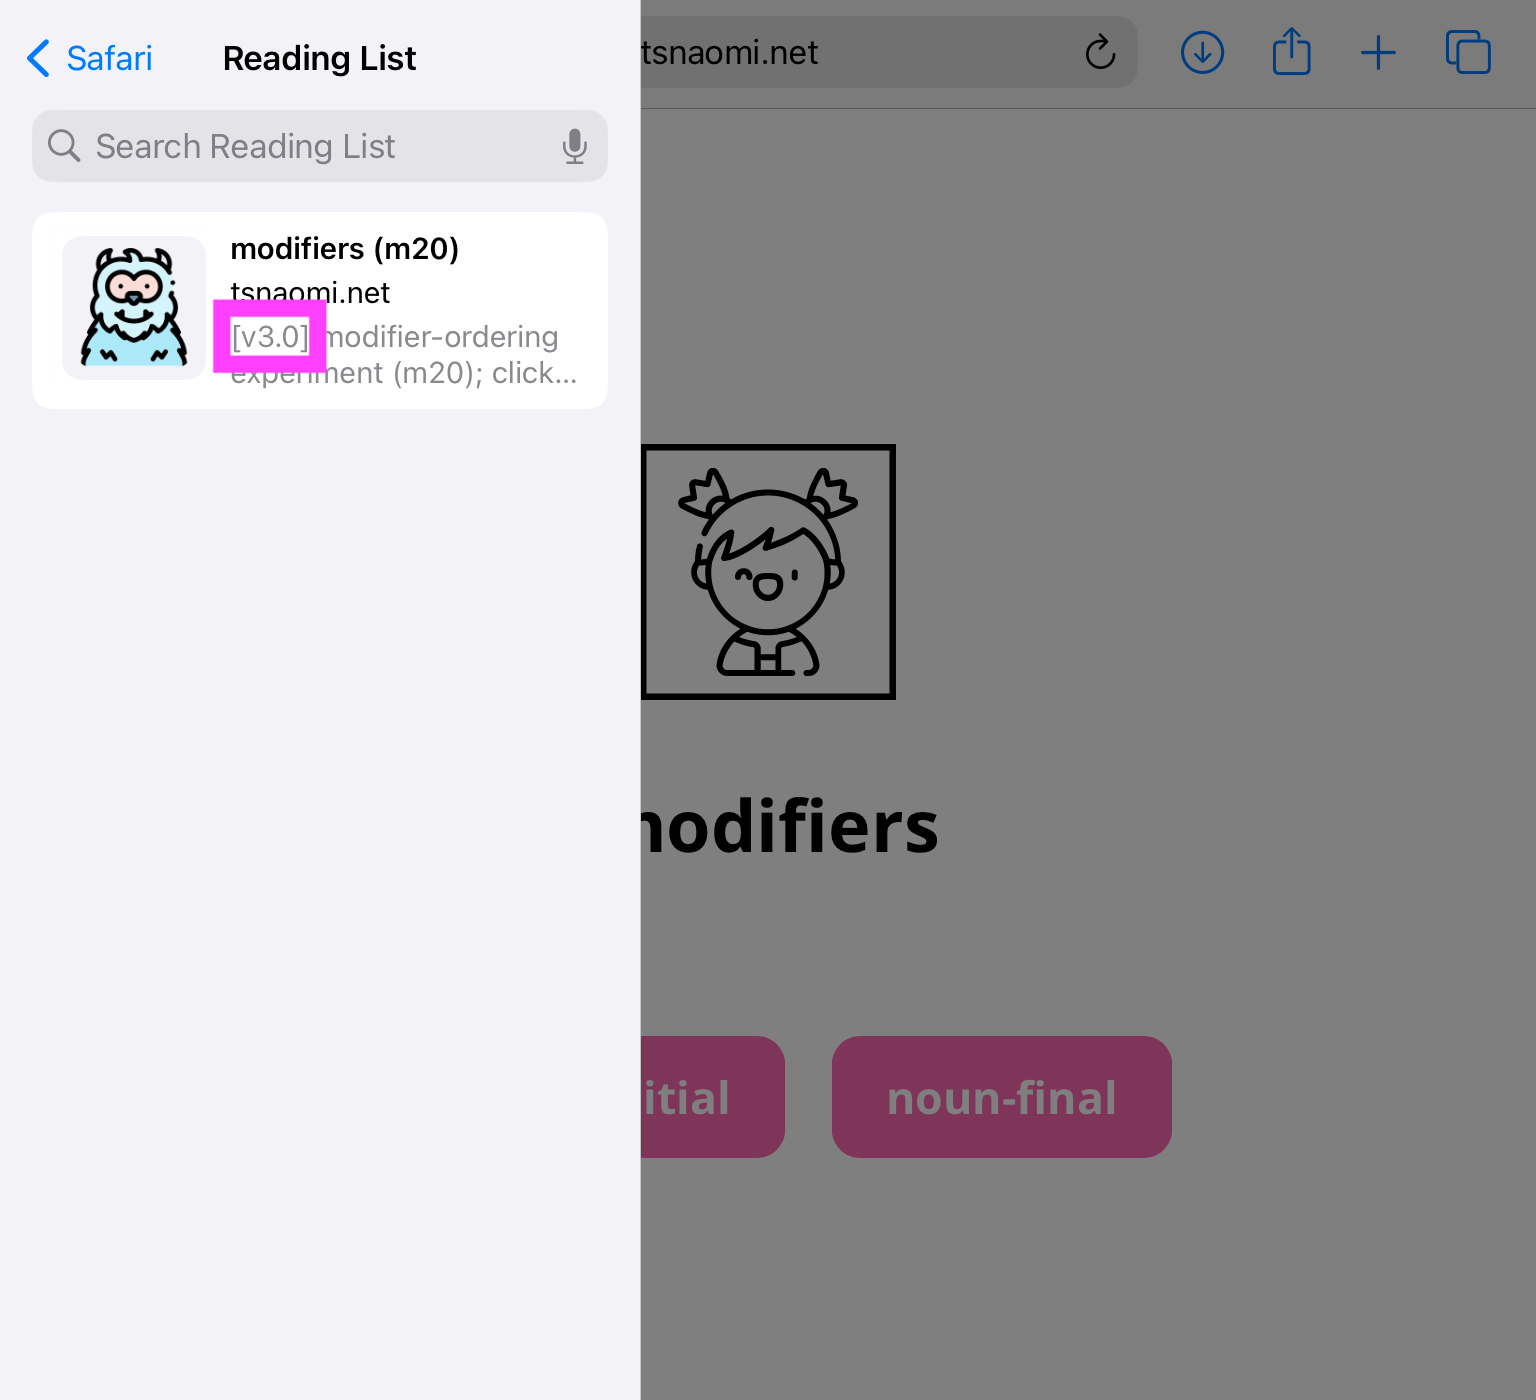 Safari
Reading List
Search Reading List
modifiers (m20)
tsnaomi.net
[v3.0] modifier-ordering
experiment (m20); click...
tsnaomi.net
modifiers
itial
noun-final